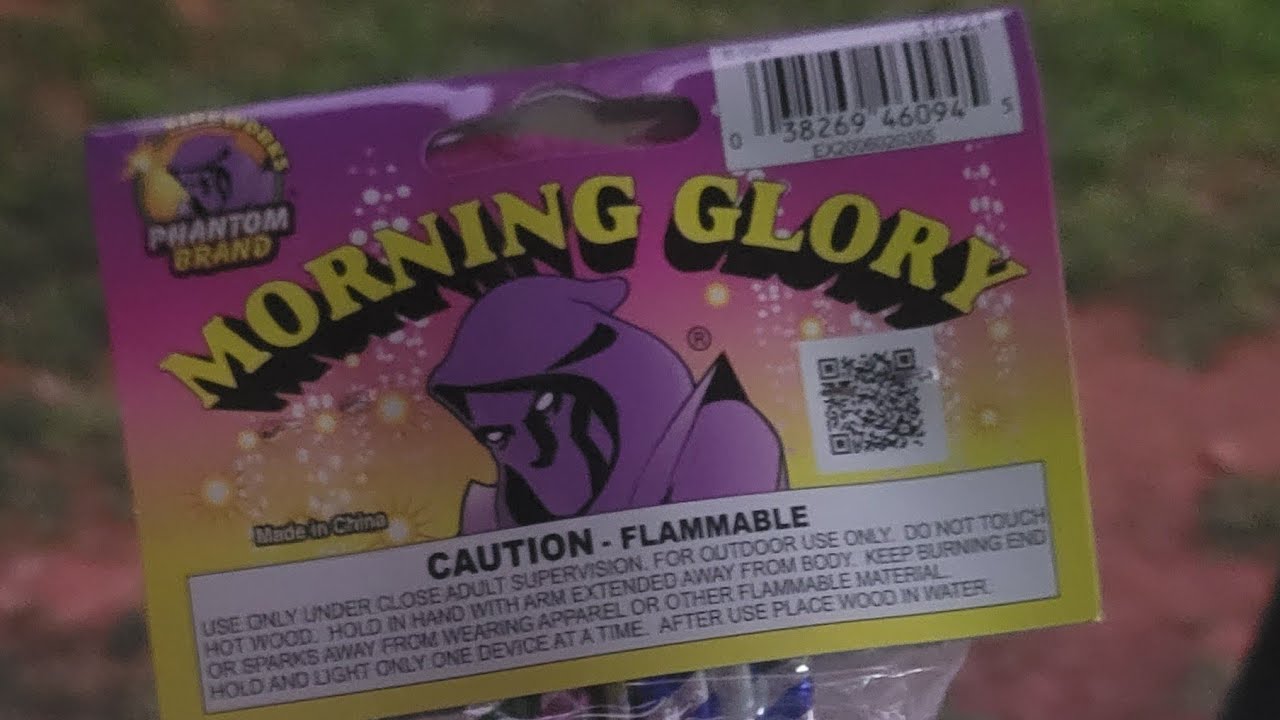 FIREWORKS
PHANTOM
BRAND
0 38269 46094 5
MORNING GLORY
®
Made in China
CAUTION - FLAMMABLE
USE ONLY UNDER CLOSE ADULT SUPERVISION. FOR OUTDOOR USE ONLY. DO NOT TOUCH
HOT WOOD. HOLD IN HAND WITH ARM EXTENDED AWAY FROM BODY. KEEP BURNING END
OR SPARKS AWAY FROM WEARING APPAREL OR OTHER FLAMMABLE MATERIAL.
HOLD AND LIGHT ONLY ONE DEVICE AT A TIME. AFTER USE PLACE WOOD IN WATER.